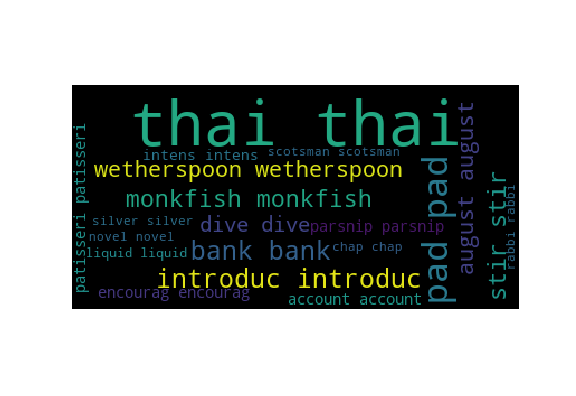 thai thai
intens intens
scotsman scotsman
wetherspoon wetherspoon
monkfish monkfish
silver silver
dive dive
parsnip parsnip
novel novel
bank bank
chap chap
liquid liquid
introduc introduc
encourag encourag
account account
patisseri patisseri
pad pad
august august
stir stir
rabbi rabbi